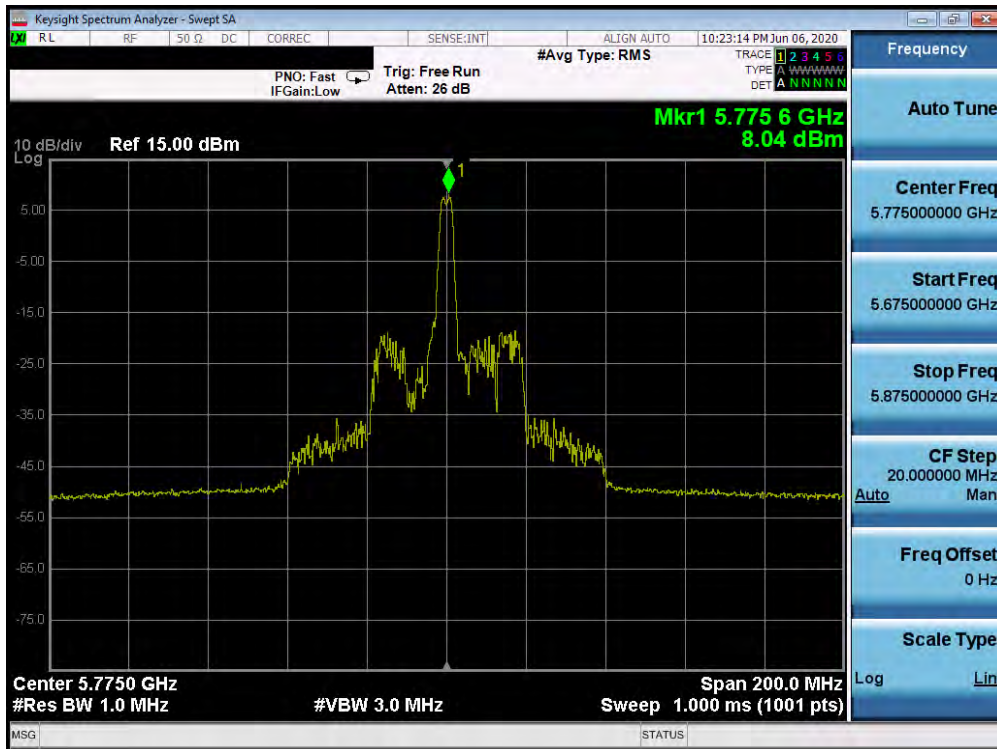 Keysight Spectrum Analyzer - Swept SA
LXI RL RF 50 Ω DC CORREC SENSE:INT ALIGN AUTO 10:23:14 PM Jun 06, 2020
#Avg Type: RMS TRACE 1 2 3 4 5 6
PNO: Fast Trig: Free Run TYPE A WWWWW
IFGain:Low Atten: 26 dB DET A N N N N N
Mkr1 5.775 6 GHz
8.04 dBm
10 dB/div Ref 15.00 dBm
Log
1
5.00
-5.00
-15.0
-25.0
-35.0
-45.0
-55.0
-65.0
-75.0
Center 5.7750 GHz Span 200.0 MHz
#Res BW 1.0 MHz #VBW 3.0 MHz Sweep 1.000 ms (1001 pts)
MSG STATUS
Frequency
Auto Tune
Center Freq
5.775000000 GHz
Start Freq
5.675000000 GHz
Stop Freq
5.875000000 GHz
CF Step
20.000000 MHz
Auto Man
Freq Offset
0 Hz
Scale Type
Log Lin